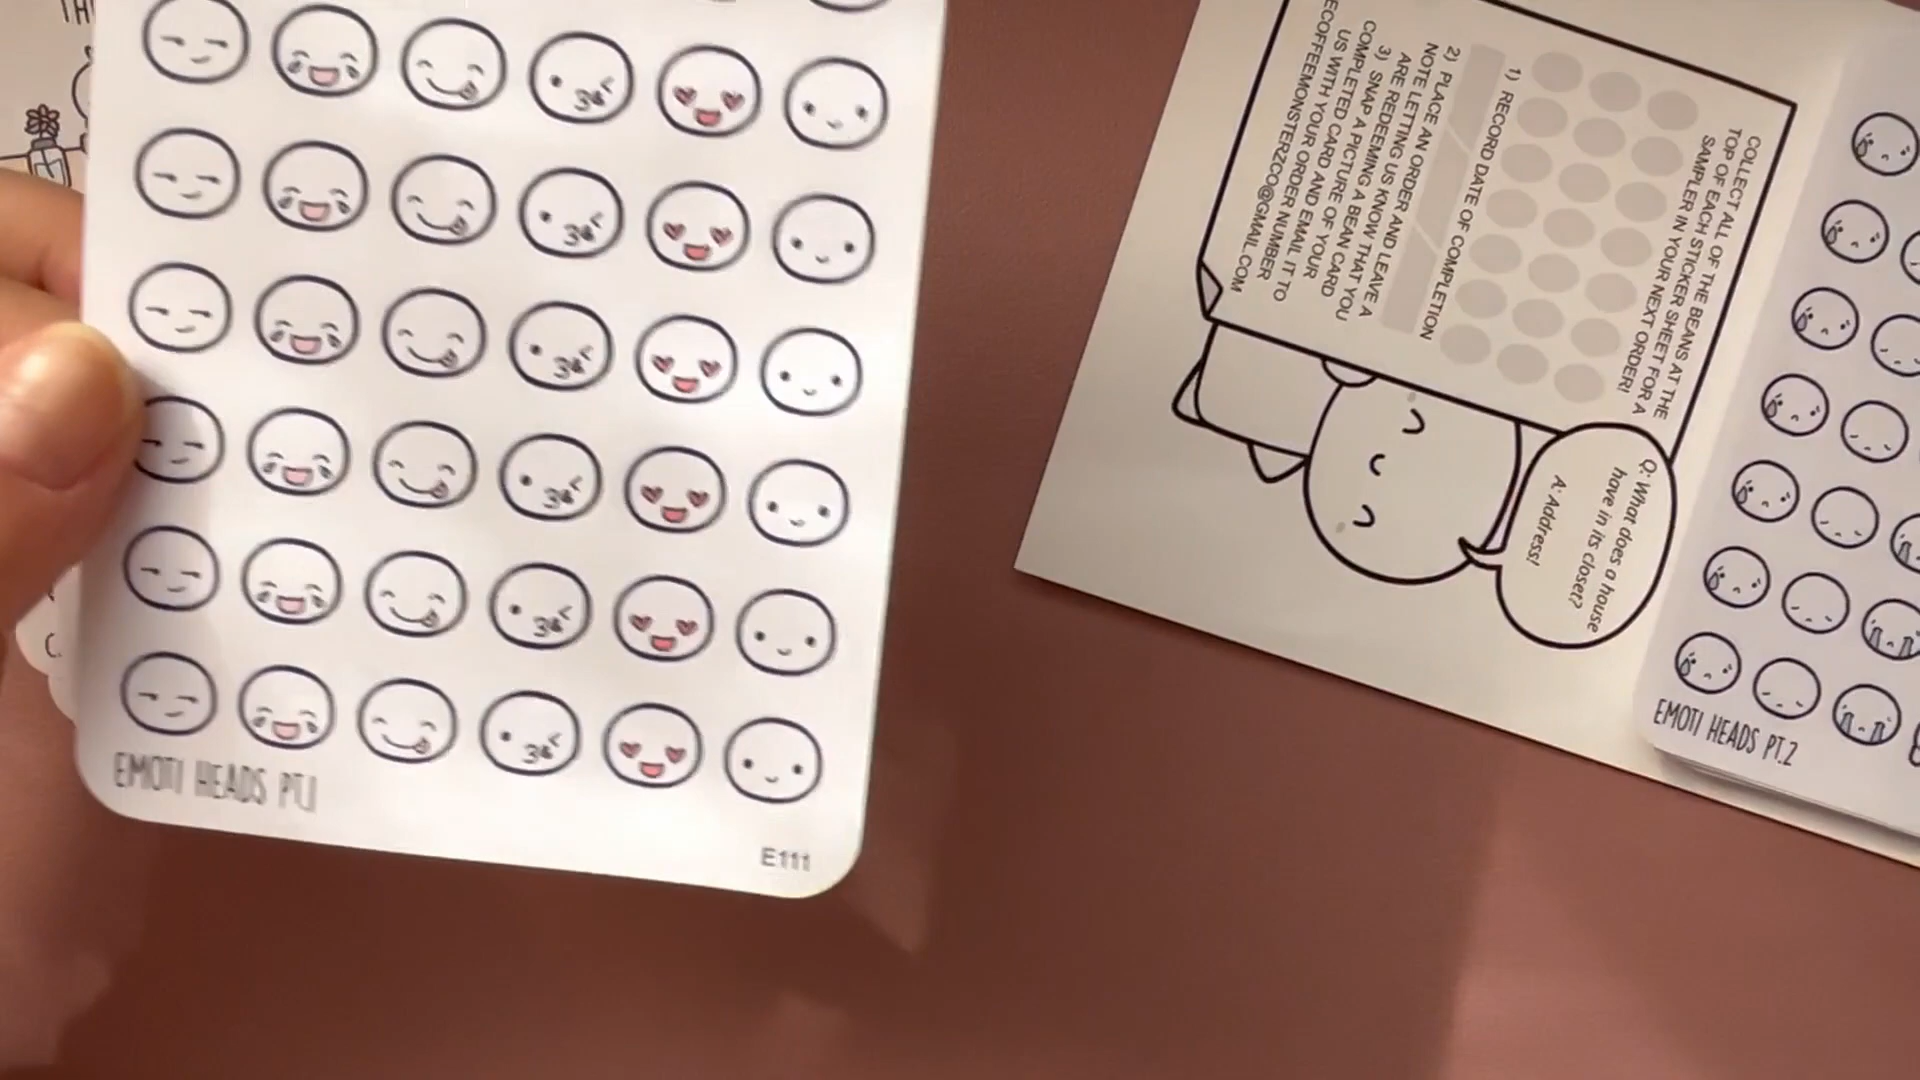 TH
EMOTI HEADS PT.1
E111
COLLECT ALL OF THE BEANS AT THE
TOP OF EACH STICKER SHEET FOR A
SAMPLER IN YOUR NEXT ORDER!
1) RECORD DATE OF COMPLETION
2) PLACE AN ORDER AND LEAVE A
NOTE LETTING US KNOW THAT YOU
ARE REDEEMING A BEAN CARD
3) SNAP A PICTURE OF YOUR
COMPLETED CARD AND EMAIL IT TO
US WITH YOUR ORDER NUMBER
ECOFFEEMONSTERZCO@GMAIL.COM
Q: What does a house
have in its closet?
A: Address!
EMOTI HEADS PT.2